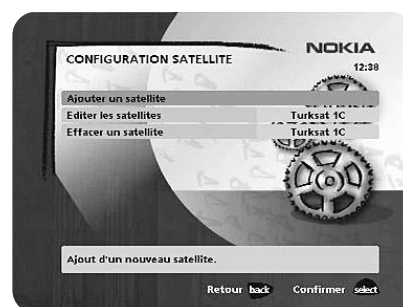 NOKIA
CONFIGURATION SATELLITE
12:38
Ajouter un satellite
Editer les satellites Turksat 1C
Effacer un satellite Turksat 1C
Ajout d'un nouveau satellite.
Retour back Confirmer select